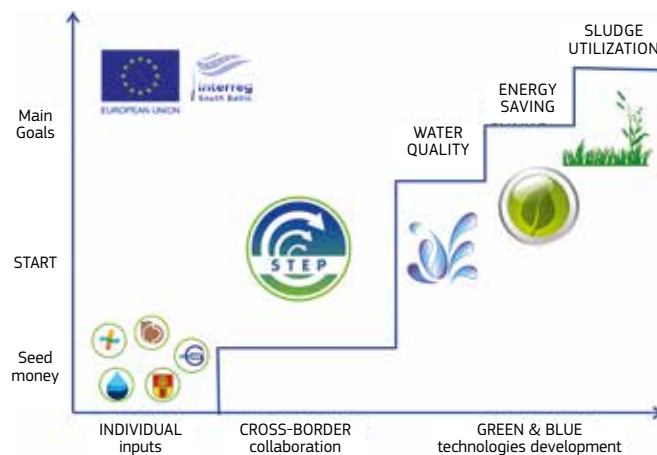 SLUDGE
UTILIZATION
ENERGY
SAVING
WATER
QUALITY
EUROPEAN UNION
interreg
South Baltic
Main
Goals
STEP
START
Seed
money
INDIVIDUAL
inputs
CROSS-BORDER
collaboration
GREEN & BLUE
technologies development